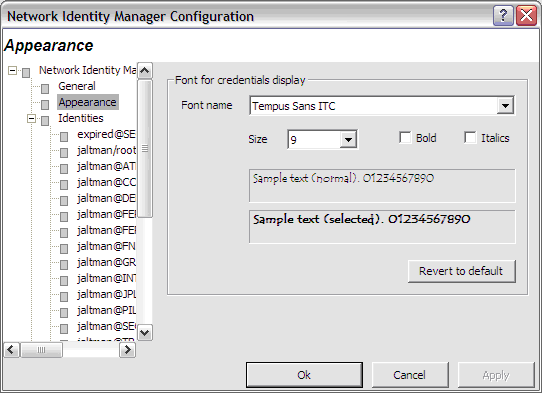 Network Identity Manager Configuration
Appearance
Network Identity Ma
General
Appearance
Identities
expired@SE
jaltman/root
jaltman@AT
jaltman@CC
jaltman@DE
jaltman@FEI
jaltman@FEI
jaltman@FN
jaltman@GR
jaltman@INT
jaltman@JPL
jaltman@PIL
jaltman@SEC
Font for credentials display
Font name Tempus Sans ITC
Size 9 Bold Italics
Sample text (normal). 01234567890
Sample text (selected). 01234567890
Revert to default
Ok Cancel Apply